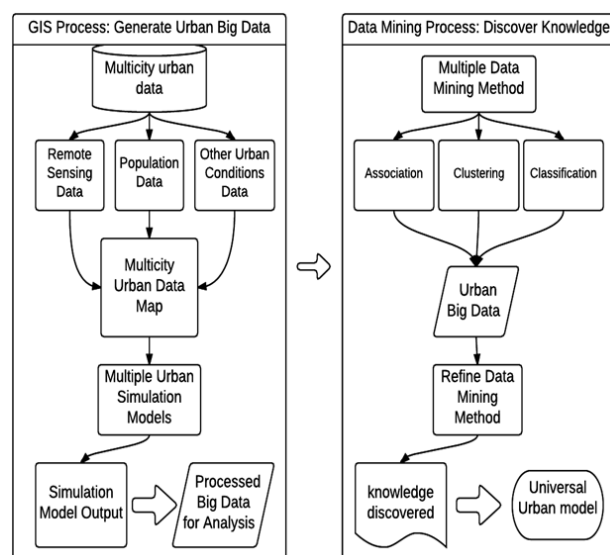 GIS Process: Generate Urban Big Data
Multicity urban
data
Remote
Sensing
Data
Population
Data
Other Urban
Conditions
Data
Multicity
Urban Data
Map
Multiple Urban
Simulation
Models
Simulation
Model Output
Processed
Big Data
for Analysis
Data Mining Process: Discover Knowledge
Multiple Data
Mining Method
Association
Clustering
Classification
Urban
Big Data
Refine Data
Mining
Method
knowledge
discovered
Universal
Urban model